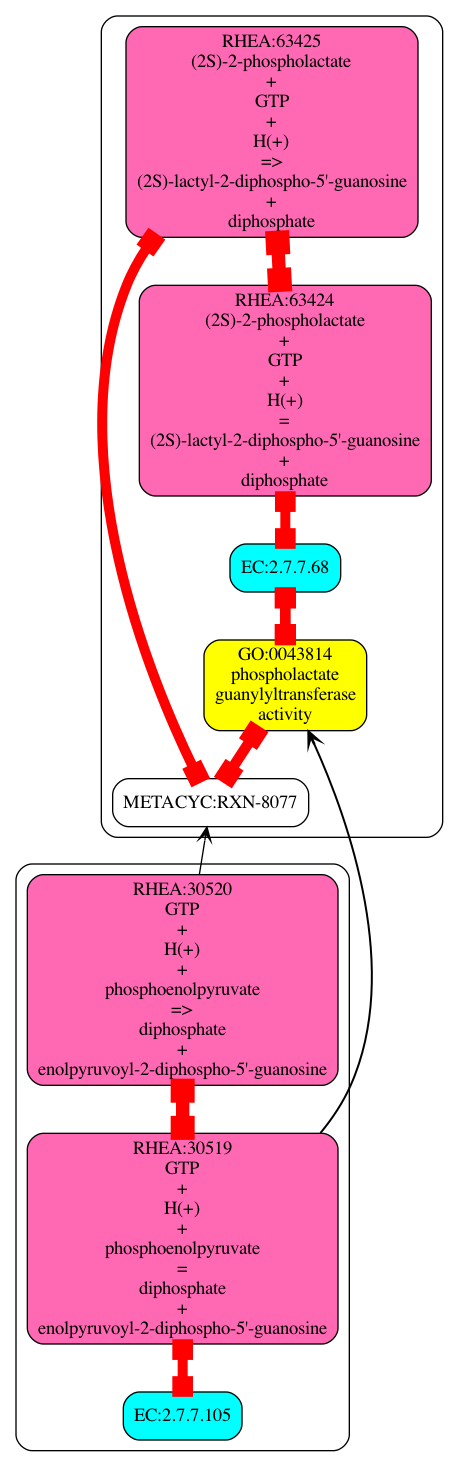 RHEA:63425
(2S)-2-phospholactate
+
GTP
+
H(+)
=>
(2S)-lactyl-2-diphospho-5'-guanosine
+
diphosphate
RHEA:63424
(2S)-2-phospholactate
+
GTP
+
H(+)
=
(2S)-lactyl-2-diphospho-5'-guanosine
+
diphosphate
EC:2.7.7.68
GO:0043814
phospholactate
guanylyltransferase
activity
METACYC:RXN-8077
RHEA:30520
GTP
+
H(+)
+
phosphoenolpyruvate
=>
diphosphate
+
enolpyruvoyl-2-diphospho-5'-guanosine
RHEA:30519
GTP
+
H(+)
+
phosphoenolpyruvate
=
diphosphate
+
enolpyruvoyl-2-diphospho-5'-guanosine
EC:2.7.7.105